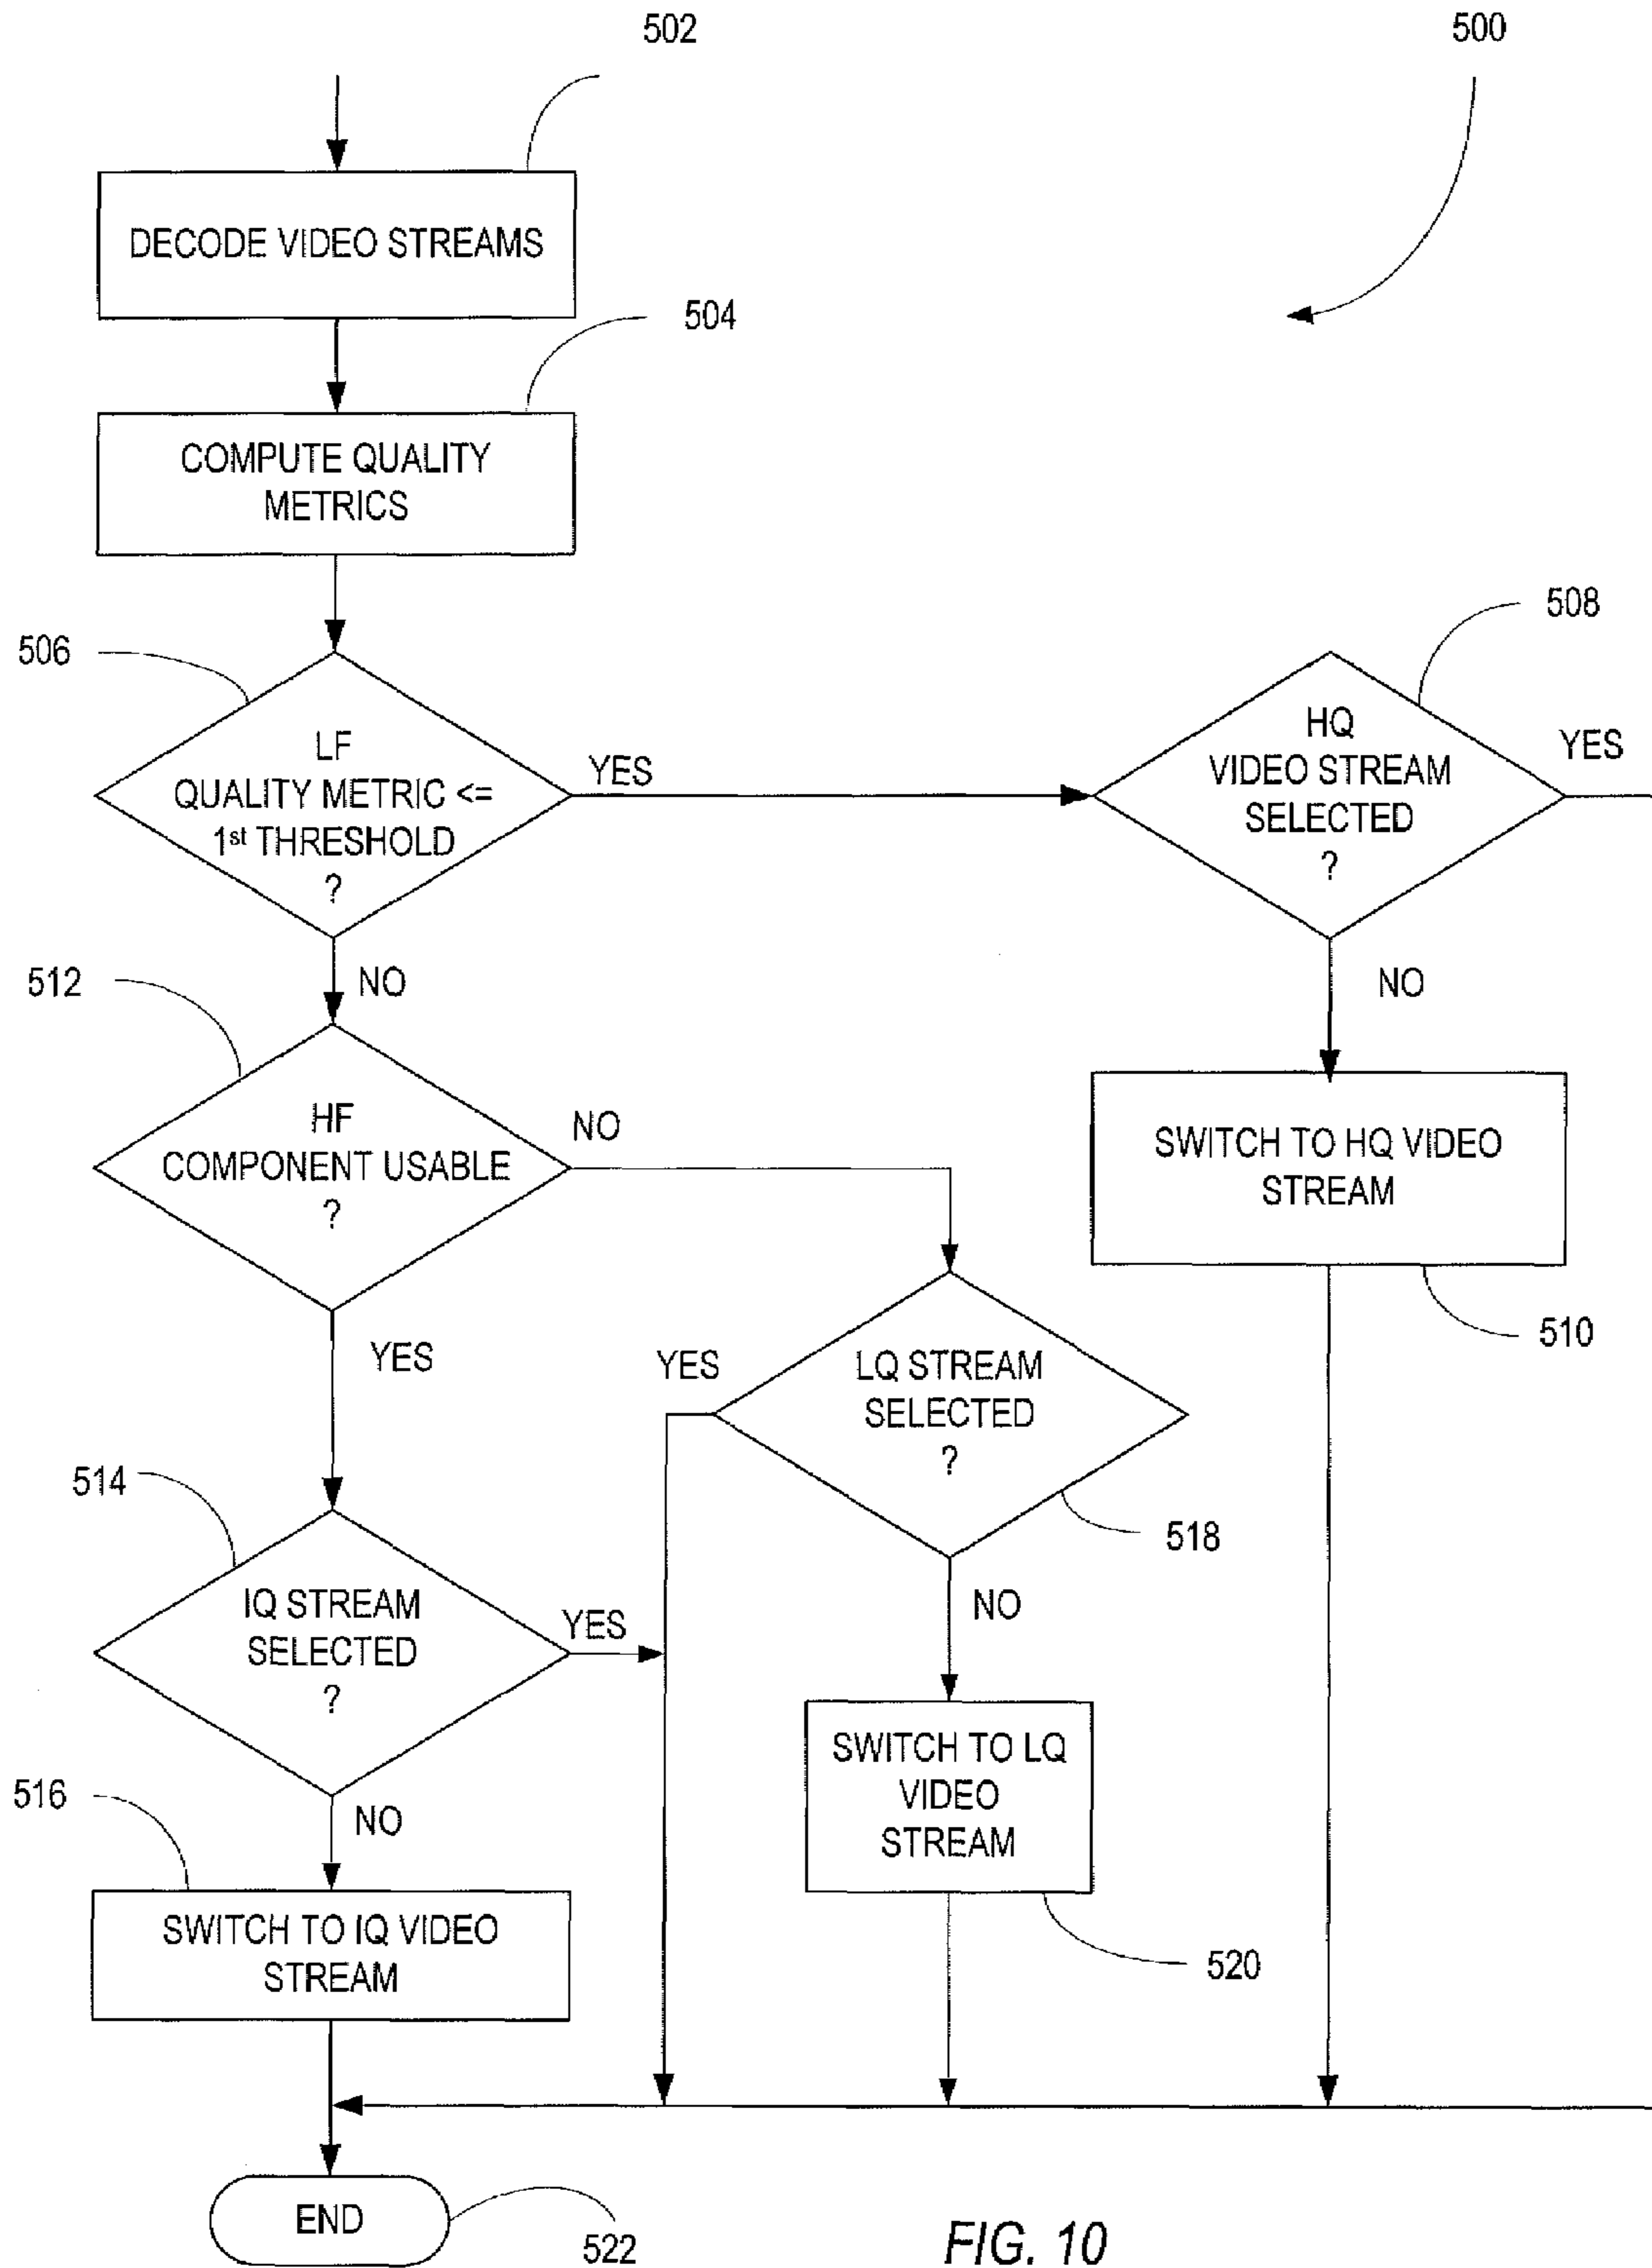 502
500
DECODE VIDEO STREAMS
504
COMPUTE QUALITY
METRICS
506
508
LF
QUALITY METRIC <=
1st THRESHOLD
?
YES
HQ
VIDEO STREAM
SELECTED
?
YES
NO
NO
512
HF
COMPONENT USABLE
?
NO
SWITCH TO HQ VIDEO
STREAM
510
YES
YES
LQ STREAM
SELECTED
?
514
518
IQ STREAM
SELECTED
?
YES
NO
SWITCH TO LQ
VIDEO
STREAM
516
NO
SWITCH TO IQ VIDEO
STREAM
520
END
522
FIG. 10